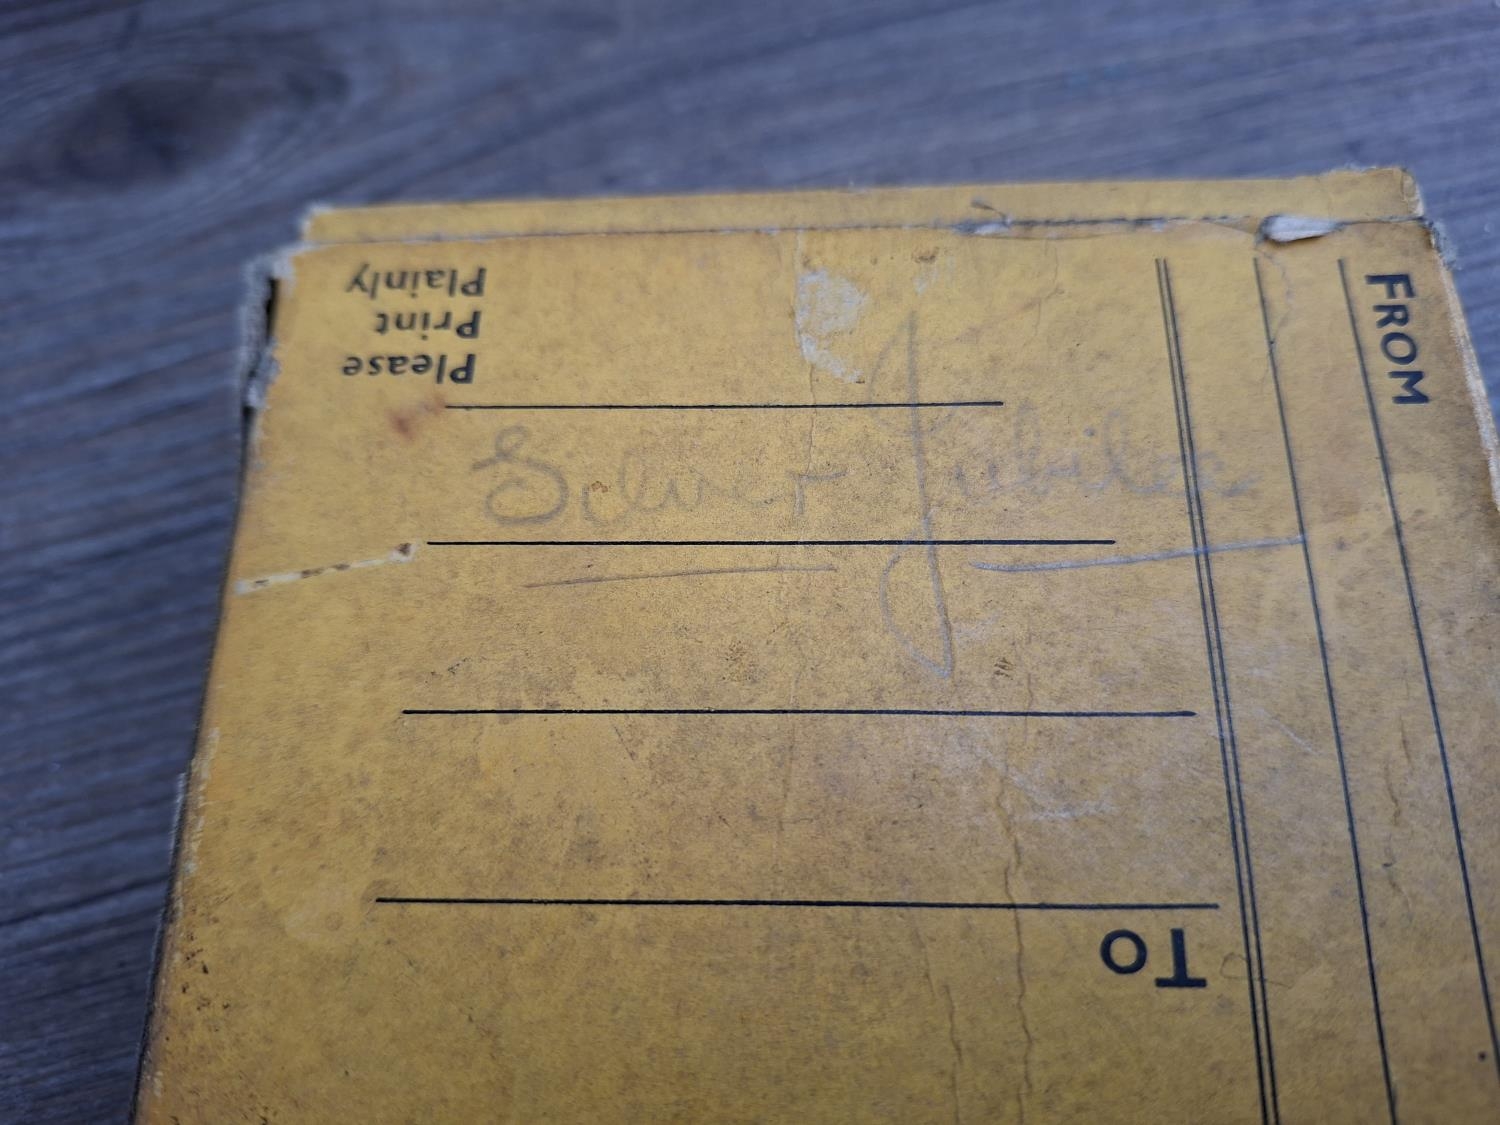 Please
Print
Plainly
Silver Jubilee
FROM
TO